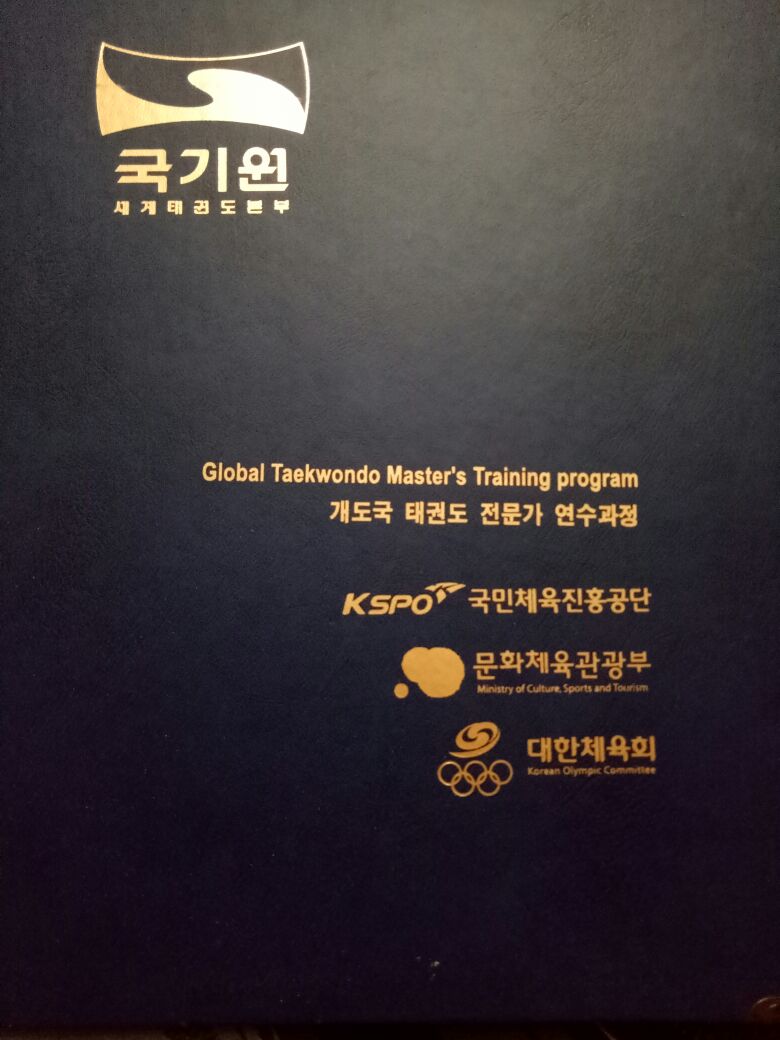 국기원
세계태권도본부
Global Taekwondo Master's Training program
개도국 태권도 전문가 연수과정
KSPO 국민체육진흥공단
문화체육관광부
Ministry of Culture, Sports and Tourism
대한체육회
Korean Olympic Committee